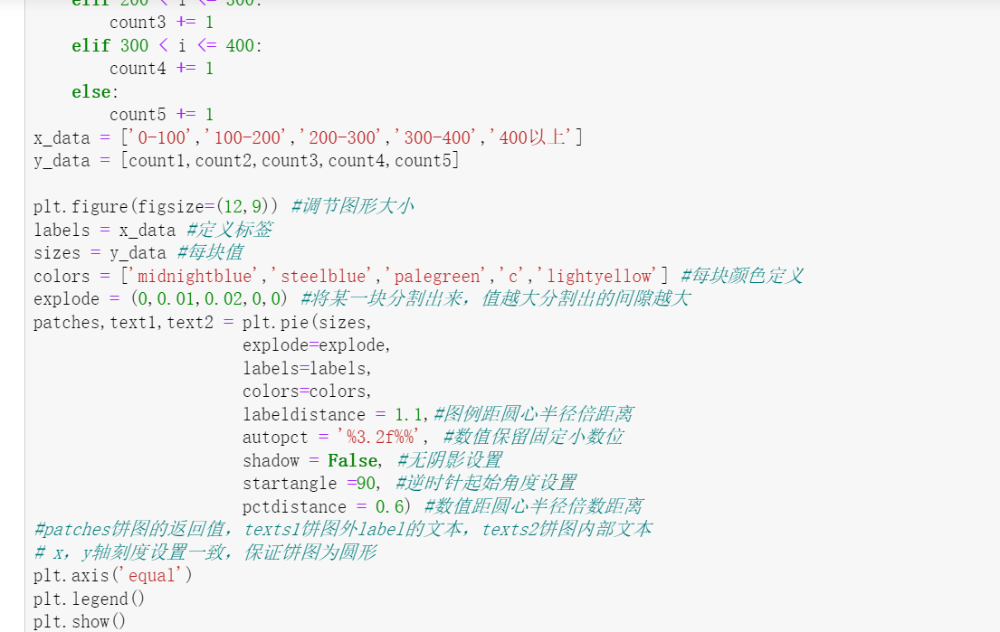 elif 200 < i <= 300:
count3 += 1
elif 300 < i <= 400:
count4 += 1
else:
count5 += 1
x_data = ['0-100','100-200','200-300','300-400','400以上']
y_data = [count1,count2,count3,count4,count5]
plt.figure(figsize=(12,9)) #调节图形大小
labels = x_data #定义标签
sizes = y_data #每块值
colors = ['midnightblue','steelblue','palegreen','c','lightyellow'] #每块颜色定义
explode = (0,0.01,0.02,0,0) #将某一块分割出来，值越大分割出的间隙越大
patches,text1,text2 = plt.pie(sizes,
explode=explode,
labels=labels,
colors=colors,
labeldistance = 1.1,#图例距圆心半径倍距离
autopct = '%3.2f%%', #数值保留固定小数位
shadow = False, #无阴影设置
startangle =90, #逆时针起始角度设置
pctdistance = 0.6) #数值距圆心半径倍数距离
#patches饼图的返回值，texts1饼图外label的文本，texts2饼图内部文本
# x，y轴刻度设置一致，保证饼图为圆形
plt.axis('equal')
plt.legend()
plt.show()